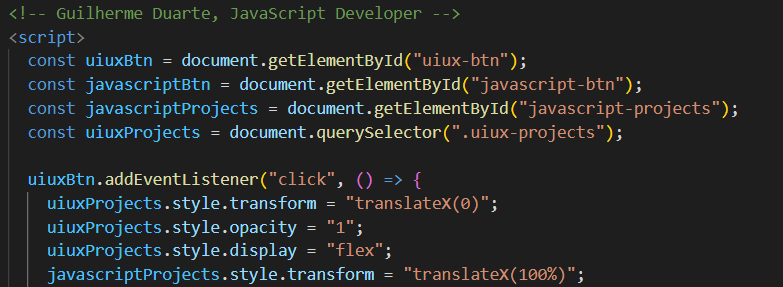 <!-- Guilherme Duarte, JavaScript Developer -->
<script>
const uiuxBtn = document.getElementById("uiux-btn");
const javascriptBtn = document.getElementById("javascript-btn");
const javascriptProjects = document.getElementById("javascript-projects");
const uiuxProjects = document.querySelector(".uiux-projects");
uiuxBtn.addEventListener("click", () => {
uiuxProjects.style.transform = "translateX(0)";
uiuxProjects.style.opacity = "1";
uiuxProjects.style.display = "flex";
javascriptProjects.style.transform = "translateX(100%)";